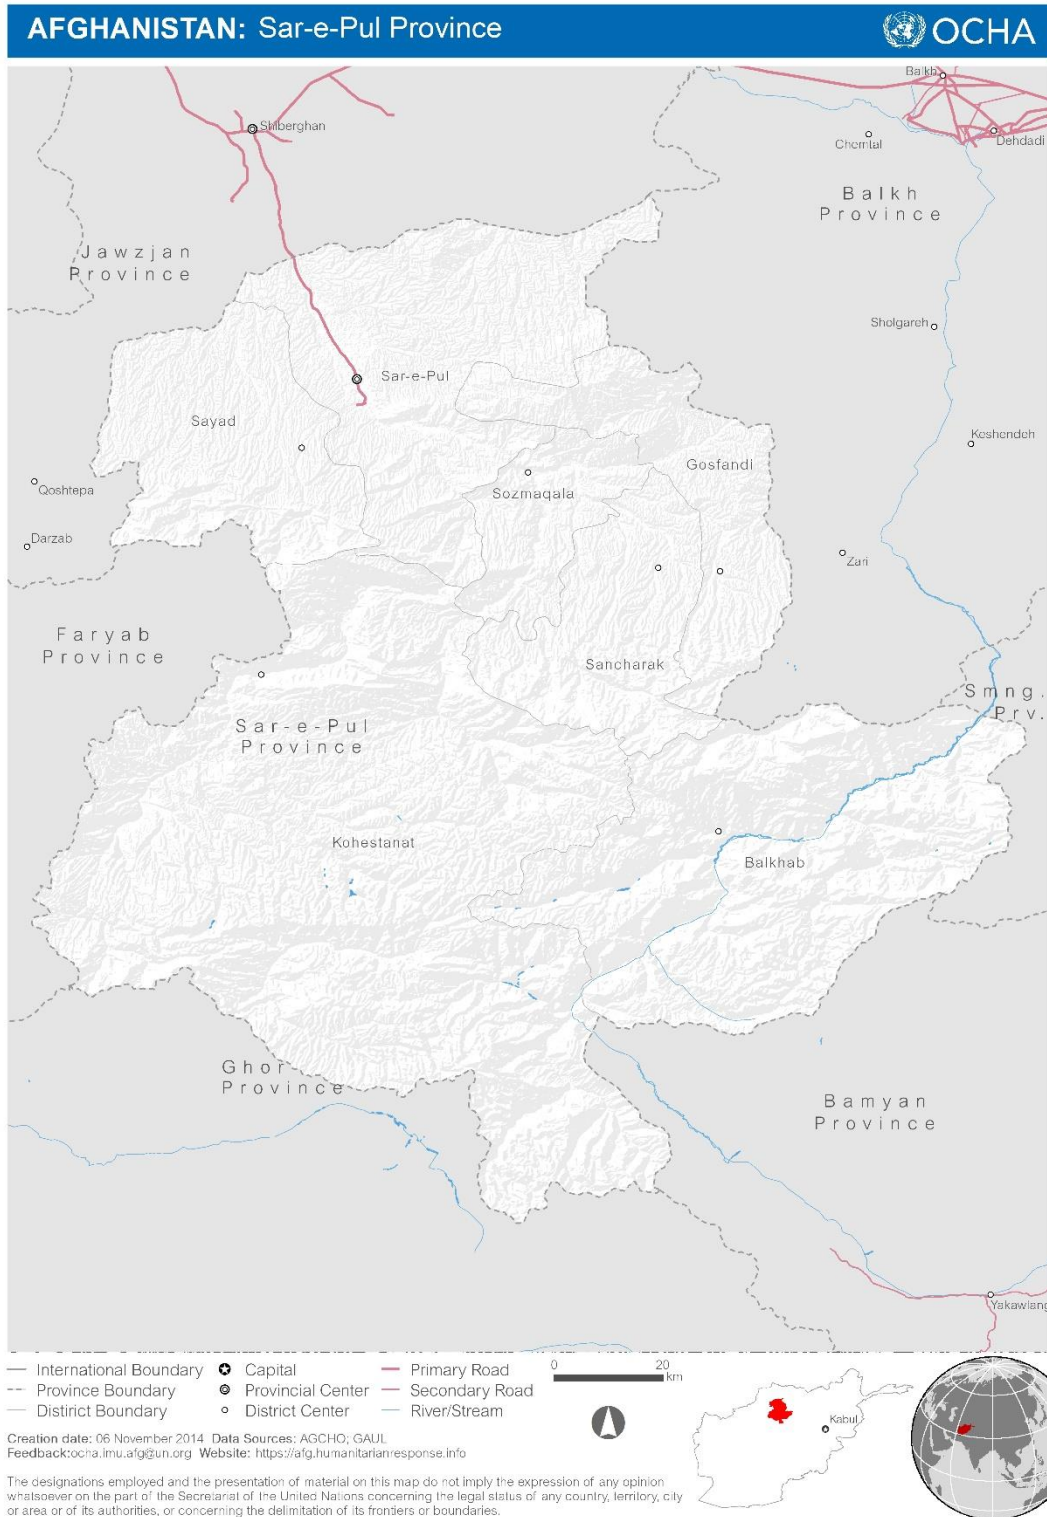 AFGHANISTAN: Sar-e-Pul Province
OCHA
Balkh
Shiberghan
Chemtal
Dehdadi
Balkh
Province
Jawzjan
Province
Sholgareh
Sar-e-Pul
Sayad
Keshendeh
Gosfandi
Qoshtepa
Sozmaqala
Darzab
Zari
Faryab
Province
Sancharak
Smng.
Prv.
Sar-e-Pul
Province
Kohestanat
Balkhab
Ghor
Province
Bamyan
Province
Yakawlang
International Boundary
Province Boundary
District Boundary
Capital
Provincial Center
District Center
Primary Road
Secondary Road
River/Stream
0 20
km
Kabul
Creation date: 06 November 2014 Data Sources: AGCHO; GAUL
Feedback:ocha.imu.afg@un.org Website: https://afg.humanitarianresponse.info
The designations employed and the presentation of material on this map do not imply the expression of any opinion
whatsoever on the part of the Secretariat of the United Nations concerning the legal status of any country, territory, city
or area or of its authorities, or concerning the delimitation of its frontiers or boundaries.